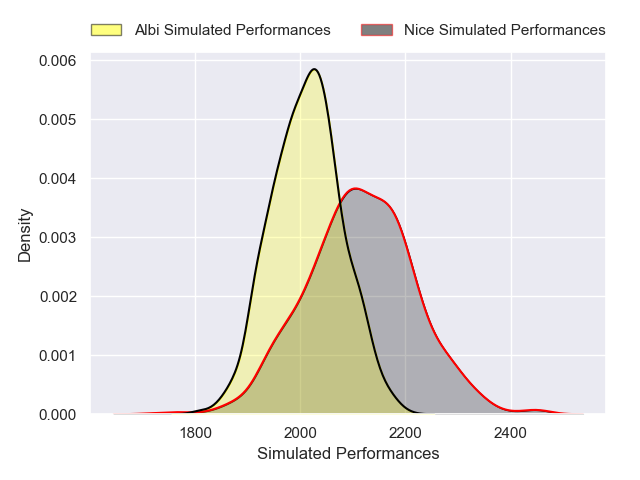 Albi Simulated Performances
Nice Simulated Performances
0.006
0.005
0.004
0.003
0.002
0.001
0.000
Density
1800
2000
2200
2400
Simulated Performances